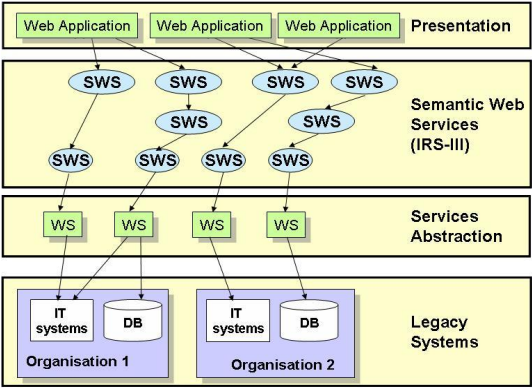 Web Application
Web Application
Web Application
Presentation
SWS
SWS
SWS
SWS
SWS
SWS
SWS
SWS
SWS
SWS
Semantic Web
Services
(IRS-III)
WS
WS
WS
WS
Services
Abstraction
IT
systems
DB
Organisation 1
IT
systems
DB
Organisation 2
Legacy
Systems